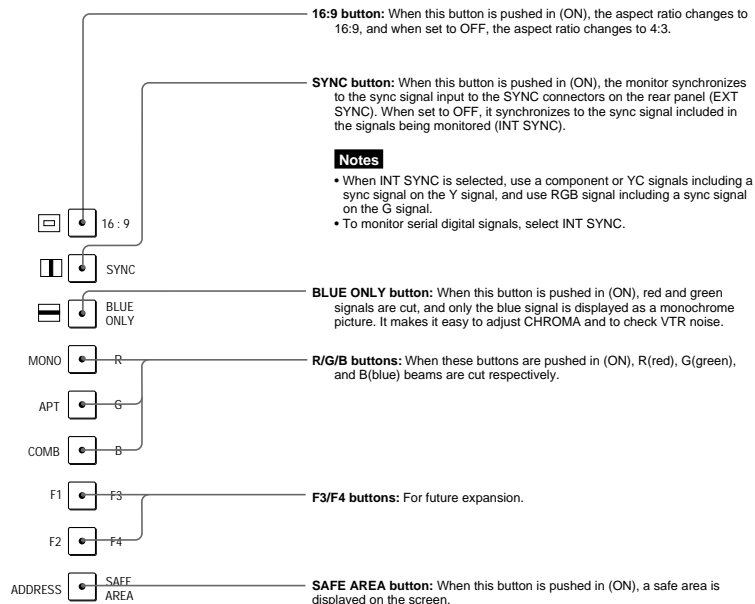 16:9 button: When this button is pushed in (ON), the aspect ratio changes to
16:9, and when set to OFF, the aspect ratio changes to 4:3.
SYNC button: When this button is pushed in (ON), the monitor synchronizes
to the sync signal input to the SYNC connectors on the rear panel (EXT
SYNC). When set to OFF, it synchronizes to the sync signal included in
the signals being monitored (INT SYNC).
Notes
• When INT SYNC is selected, use a component or YC signals including a
sync signal on the Y signal, and use RGB signal including a sync signal
on the G signal.
• To monitor serial digital signals, select INT SYNC.
16 : 9
SYNC
BLUE
ONLY
BLUE ONLY button: When this button is pushed in (ON), red and green
signals are cut, and only the blue signal is displayed as a monochrome
picture. It makes it easy to adjust CHROMA and to check VTR noise.
MONO R
R/G/B buttons: When these buttons are pushed in (ON), R(red), G(green),
and B(blue) beams are cut respectively.
APT G
COMB B
F1 F3
F3/F4 buttons: For future expansion.
F2 F4
ADDRESS SAFE
AREA
SAFE AREA button: When this button is pushed in (ON), a safe area is
displayed on the screen.